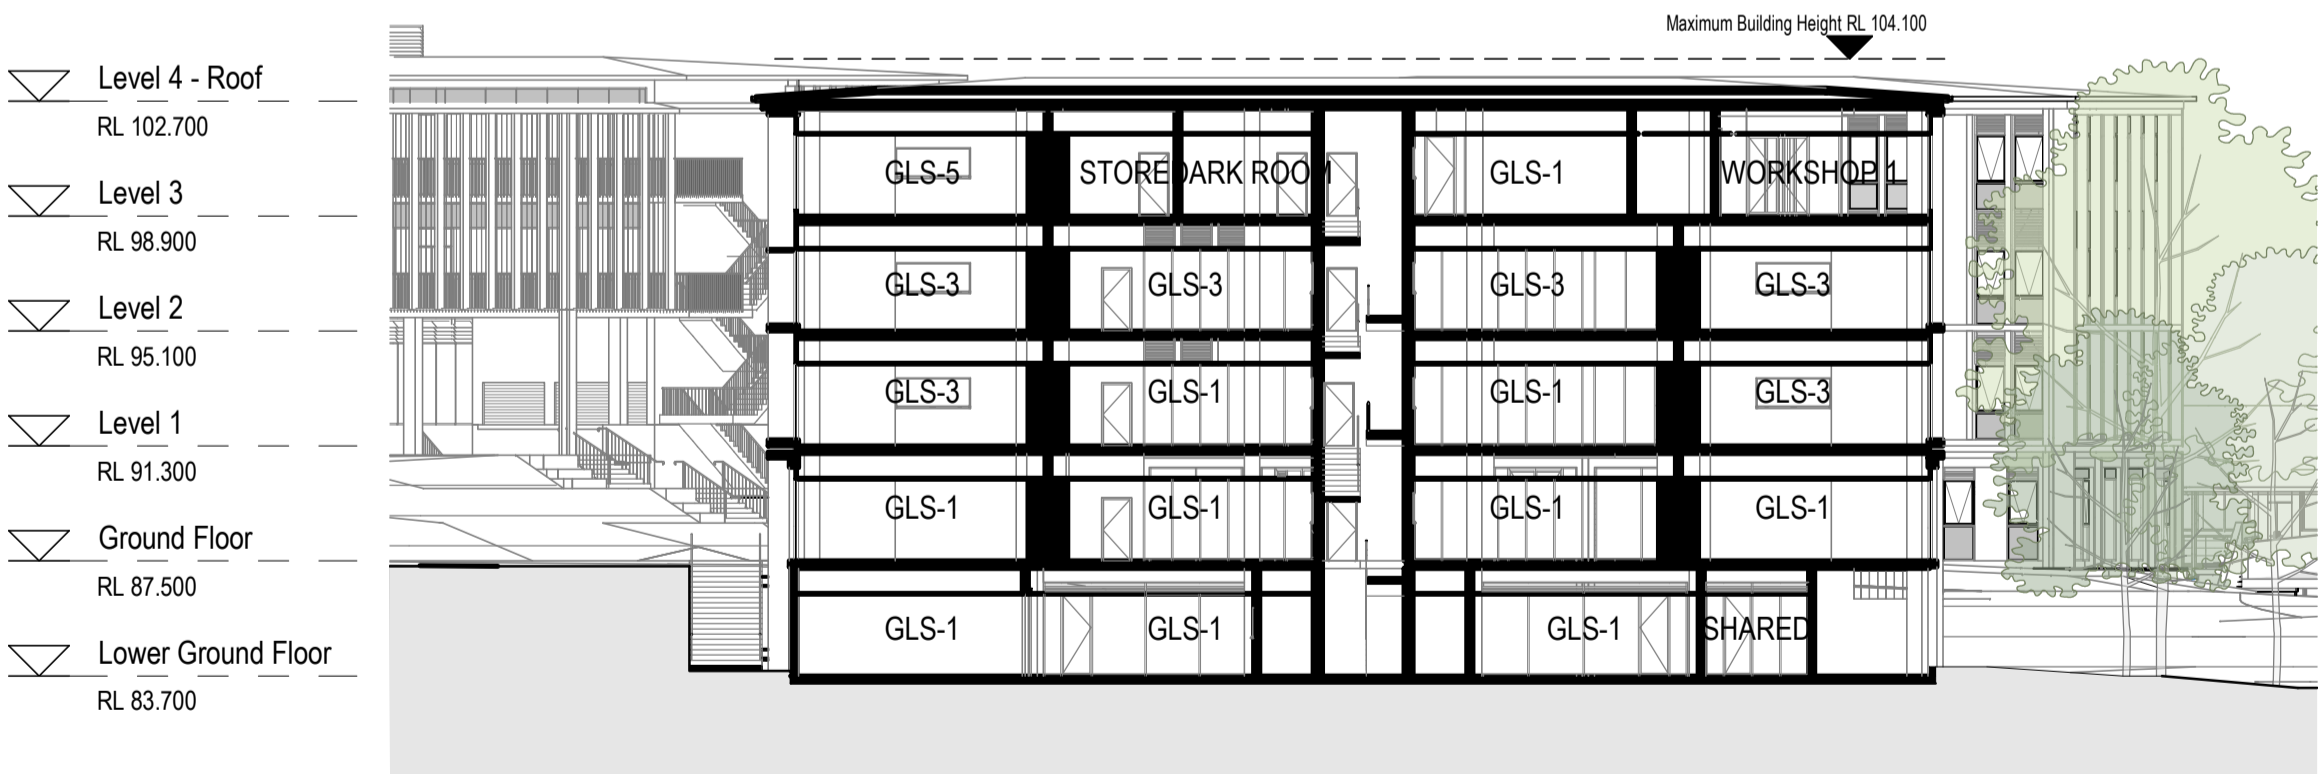 Maximum Building Height RL 104.100
Level 4 - Roof
RL 102.700
Level 3
RL 98.900
Level 2
RL 95.100
Level 1
RL 91.300
Ground Floor
RL 87.500
Lower Ground Floor
RL 83.700
GLS-5 STORE DARK ROOM GLS-1 WORKSHOP 1
GLS-3 GLS-3 GLS-3 GLS-3
GLS-3 GLS-1 GLS-1 GLS-3
GLS-1 GLS-1 GLS-1 GLS-1
GLS-1 GLS-1 GLS-1 SHARED